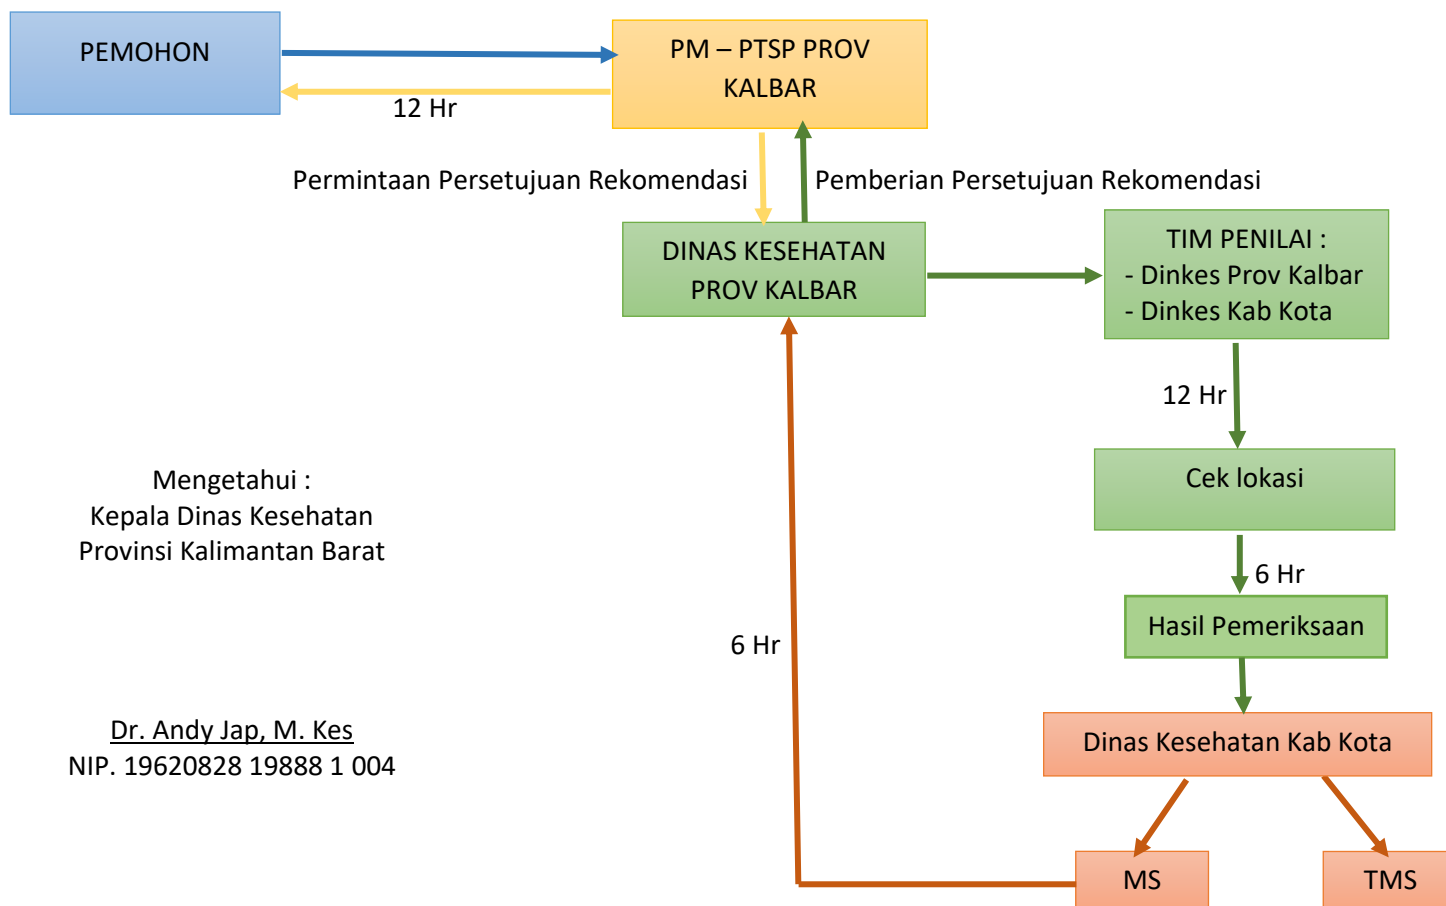 PEMOHON
PM – PTSP PROV
KALBAR
12 Hr
Permintaan Persetujuan Rekomendasi
Pemberian Persetujuan Rekomendasi
DINAS KESEHATAN
PROV KALBAR
TIM PENILAI :
- Dinkes Prov Kalbar
- Dinkes Kab Kota
12 Hr
Cek lokasi
6 Hr
Hasil Pemeriksaan
6 Hr
Dinas Kesehatan Kab Kota
MS
TMS
Mengetahui :
Kepala Dinas Kesehatan
Provinsi Kalimantan Barat
Dr. Andy Jap, M. Kes
NIP. 19620828 19888 1 004